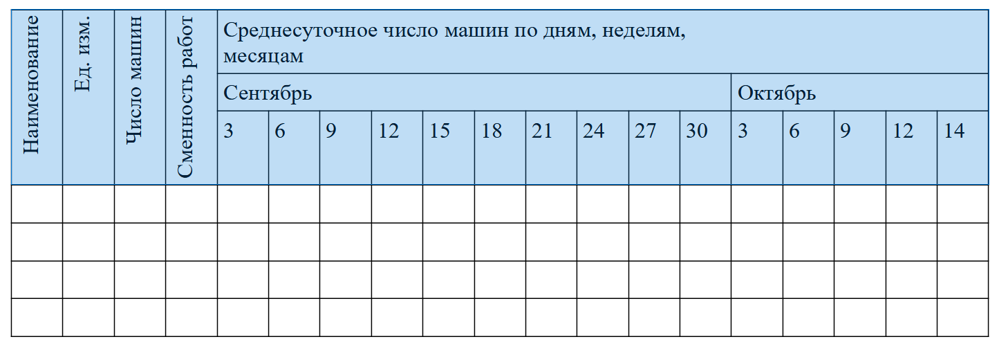 Наименование
Ед. изм.
Число машин
Сменность работ
Среднесуточное число машин по дням, неделям,
месяцам
Сентябрь
Октябрь
3 6 9 12 15 18 21 24 27 30 3 6 9 12 14